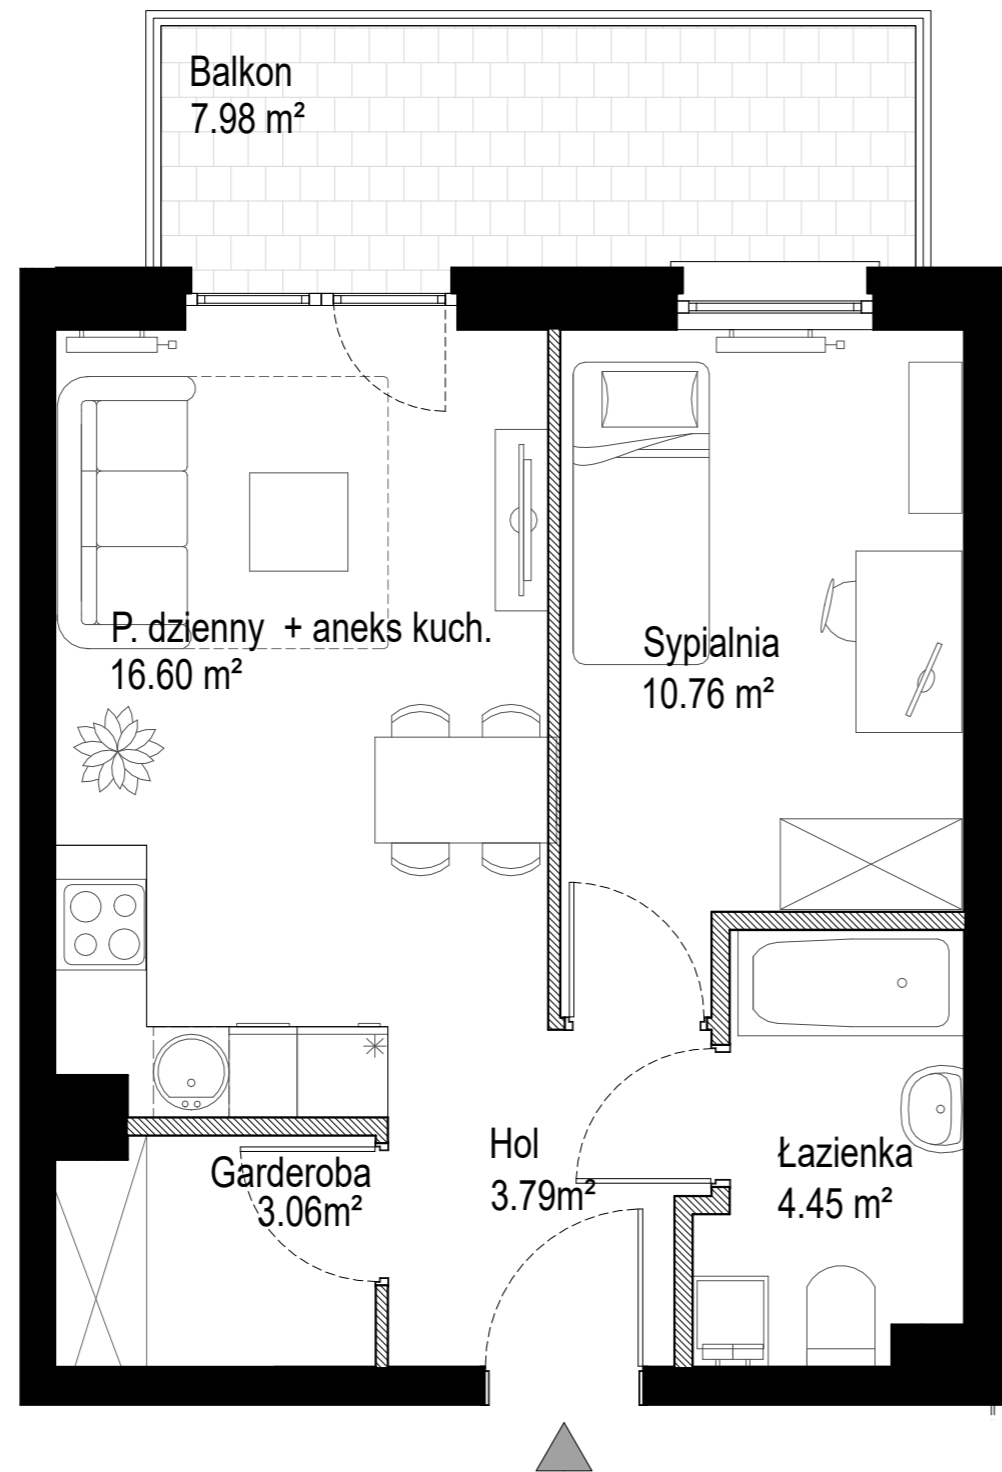 Balkon
7.98 m²
P. dzienny + aneks kuch.
16.60 m²
Sypialnia
10.76 m²
Hol
3.79m²
Łazienka
4.45 m²
Garderoba
3.06m²